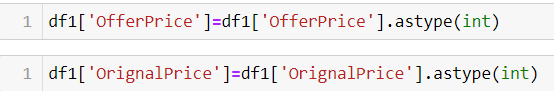 1 df1['OfferPrice']=df1['OfferPrice'].astype(int)
1 df1['OrignalPrice']=df1['OrignalPrice'].astype(int)